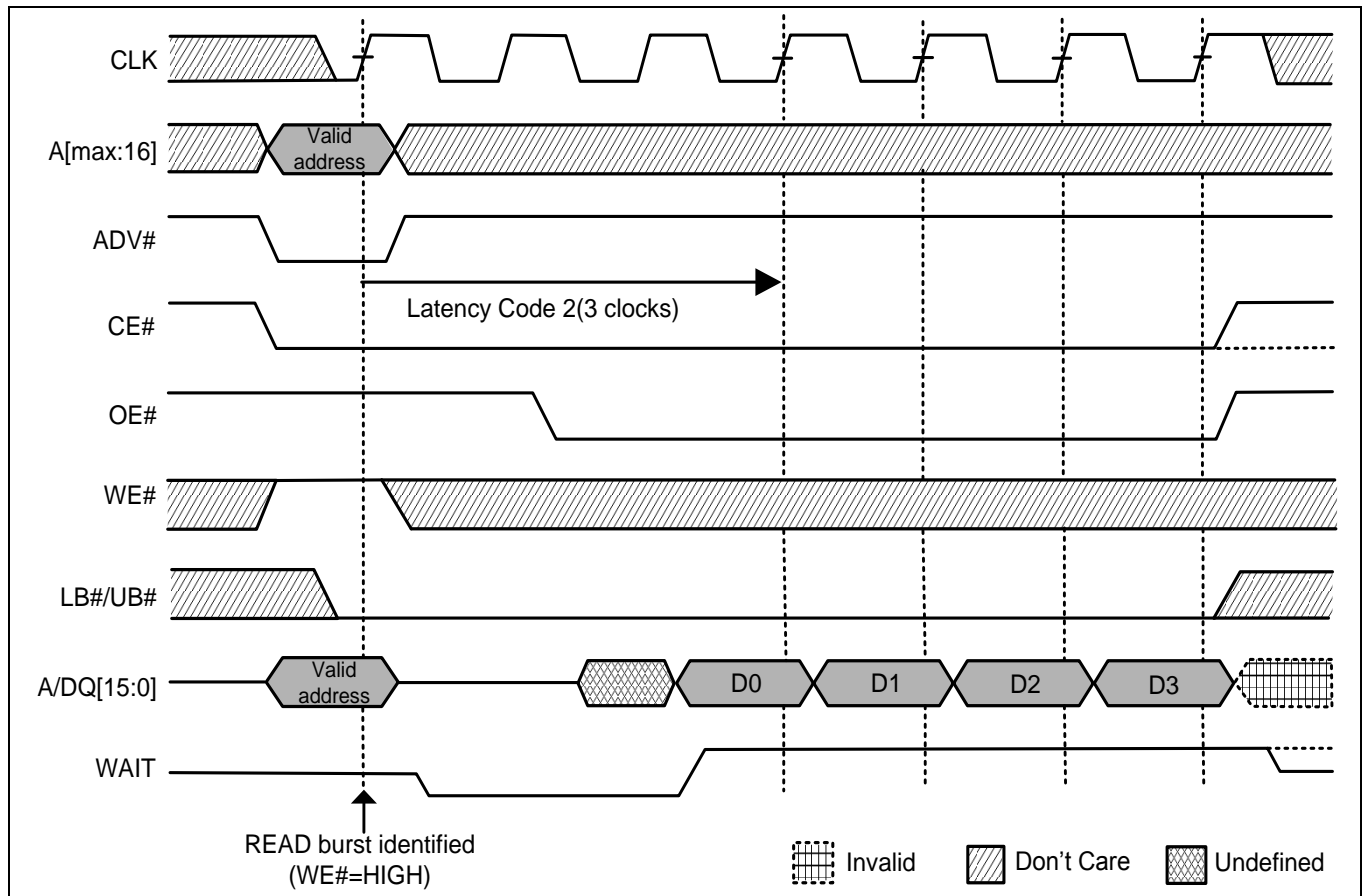 CLK
A[max:16]
Valid
address
ADV#
Latency Code 2(3 clocks)
CE#
OE#
WE#
LB#/UB#
A/DQ[15:0]
Valid
address
D0
D1
D2
D3
WAIT
READ burst identified
(WE#=HIGH)
Invalid
Don't Care
Undefined